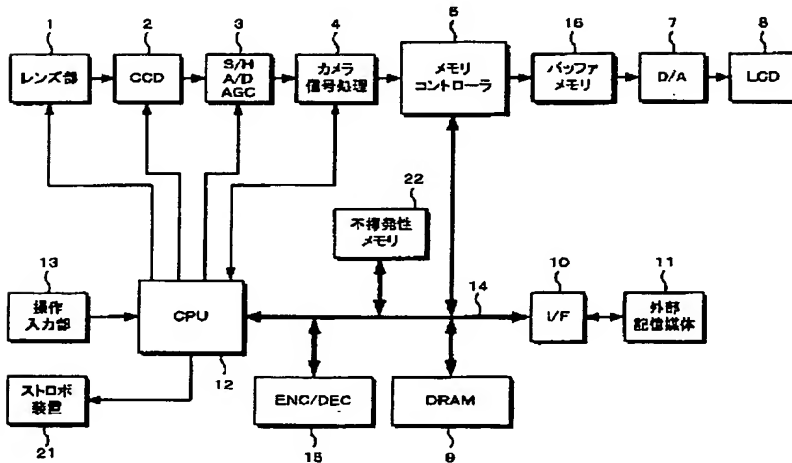 1
2
3
4
5
16
7
8
レンズ部
CCD
S/H
A/D
AGC
カメラ
信号処理
メモリ
コントローラ
バッファ
メモリ
D/A
LCD
22
不揮発性
メモリ
13
操作
入力部
CPU
12
14
10
I/F
11
外部
記憶媒体
ストロボ
装置
21
ENC/DEC
15
DRAM
9